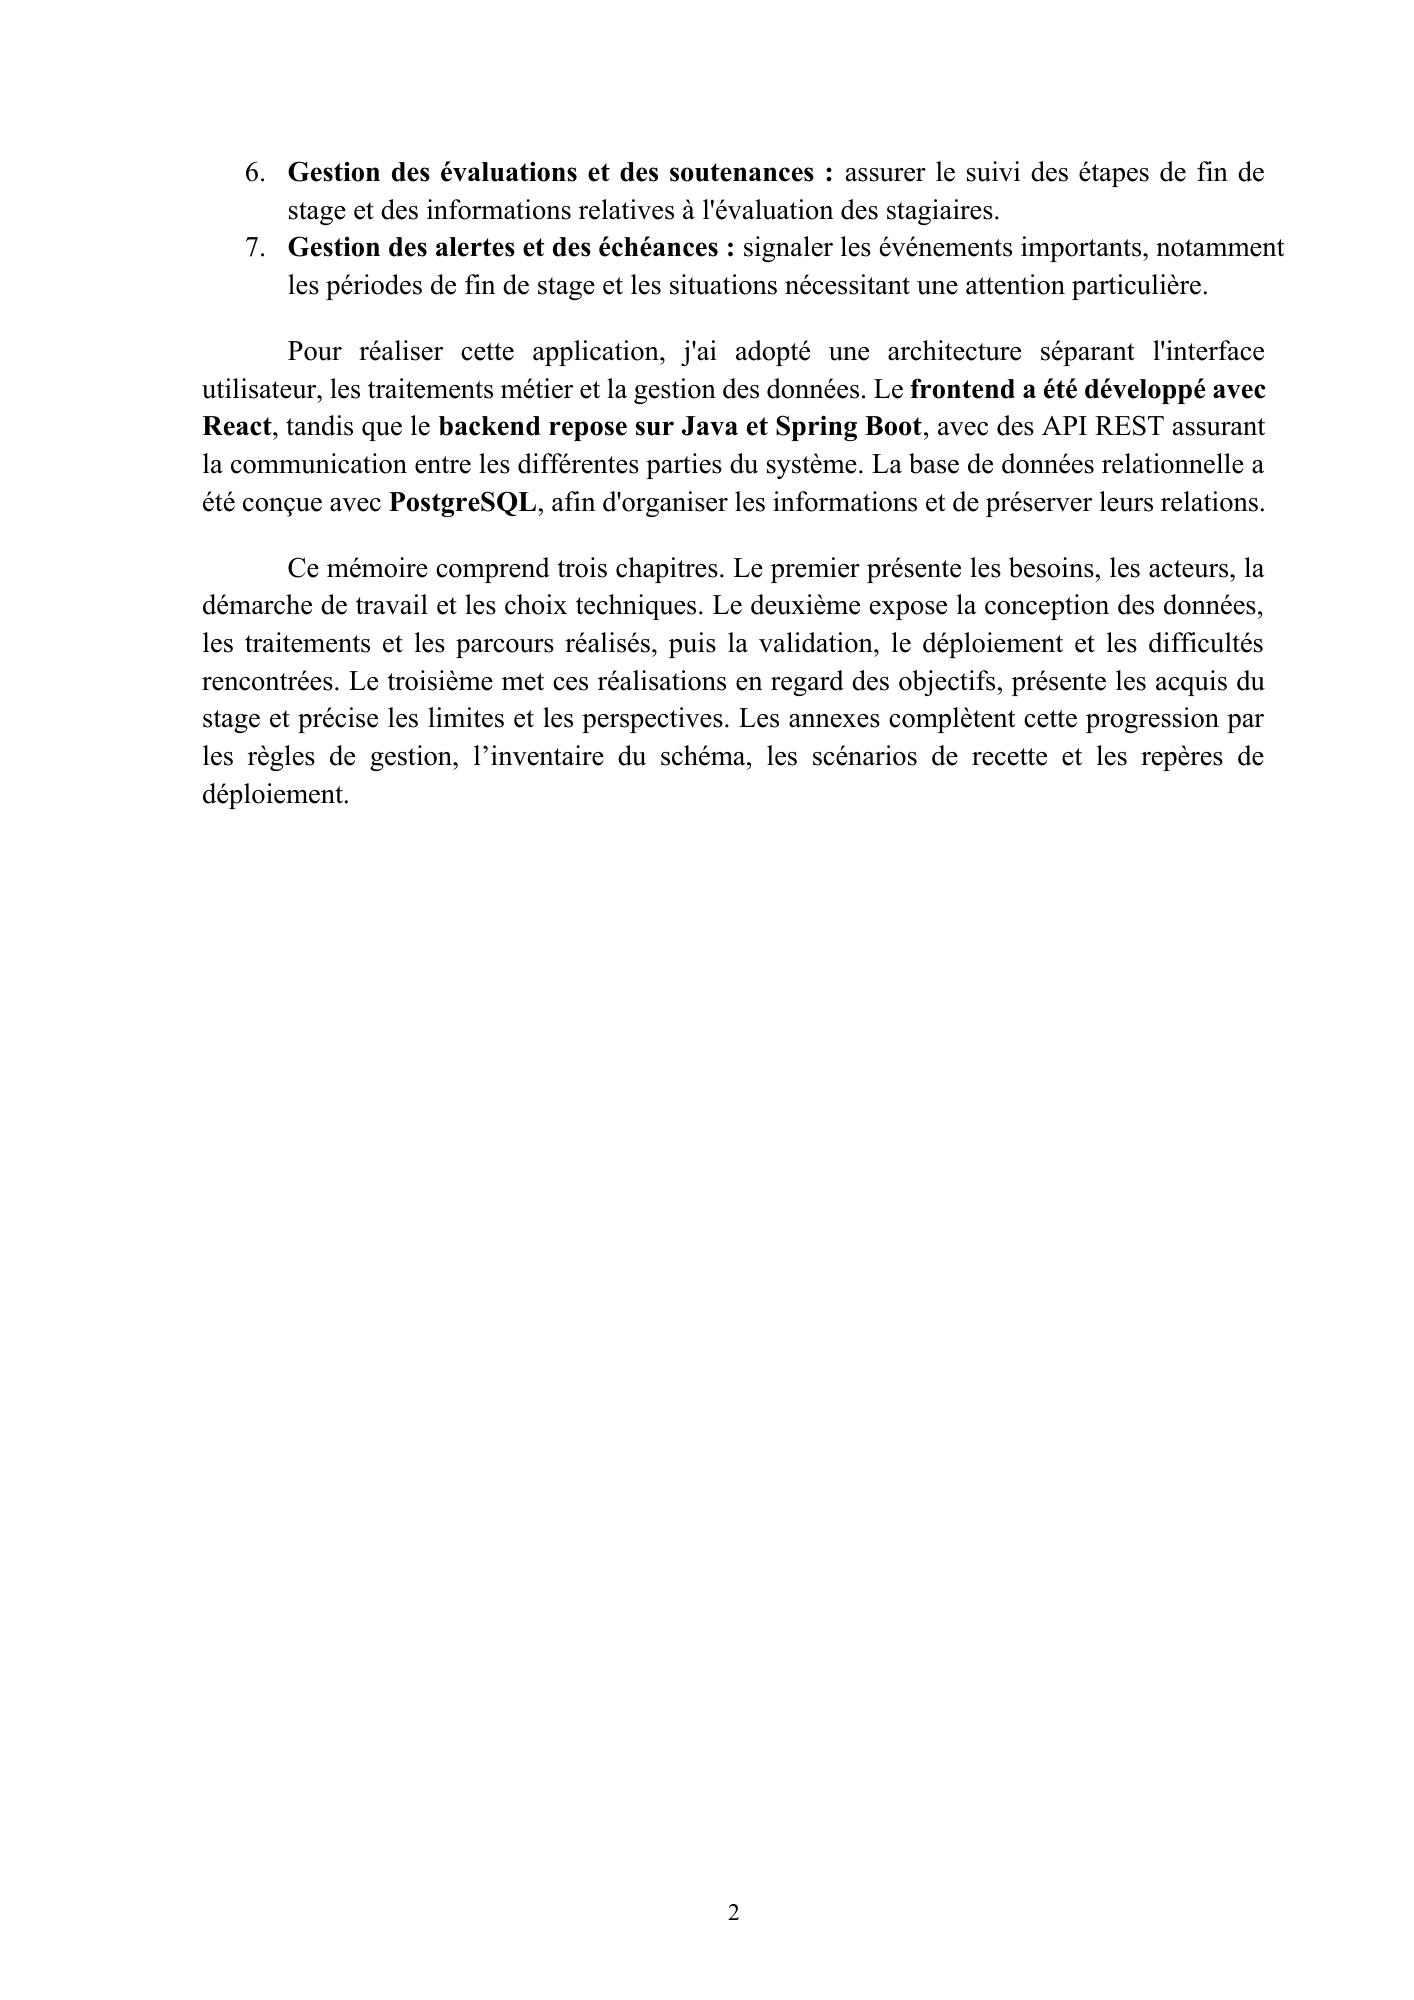 6. Gestion des évaluations et des soutenances : assurer le suivi des étapes de fin de
stage et des informations relatives à l'évaluation des stagiaires.
7. Gestion des alertes et des échéances : signaler les événements importants, notamment
les périodes de fin de stage et les situations nécessitant une attention particulière.
Pour réaliser cette application, j'ai adopté une architecture séparant l'interface
utilisateur, les traitements métier et la gestion des données. Le frontend a été développé avec
React, tandis que le backend repose sur Java et Spring Boot, avec des API REST assurant
la communication entre les différentes parties du système. La base de données relationnelle a
été conçue avec PostgreSQL, afin d'organiser les informations et de préserver leurs relations.
Ce mémoire comprend trois chapitres. Le premier présente les besoins, les acteurs, la
démarche de travail et les choix techniques. Le deuxième expose la conception des données,
les traitements et les parcours réalisés, puis la validation, le déploiement et les difficultés
rencontrées. Le troisième met ces réalisations en regard des objectifs, présente les acquis du
stage et précise les limites et les perspectives. Les annexes complètent cette progression par
les règles de gestion, l’inventaire du schéma, les scénarios de recette et les repères de
déploiement.
2